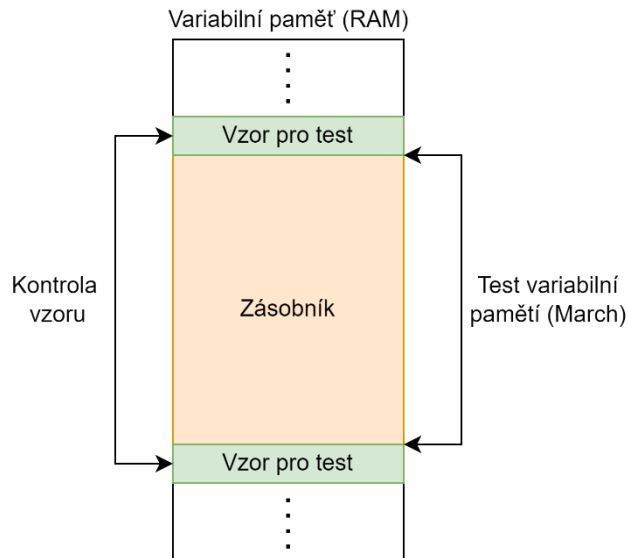 Variabilní paměť (RAM)
Vzor pro test
Kontrola
vzoru
Zásobník
Test variabilní
pamětí (March)
Vzor pro test